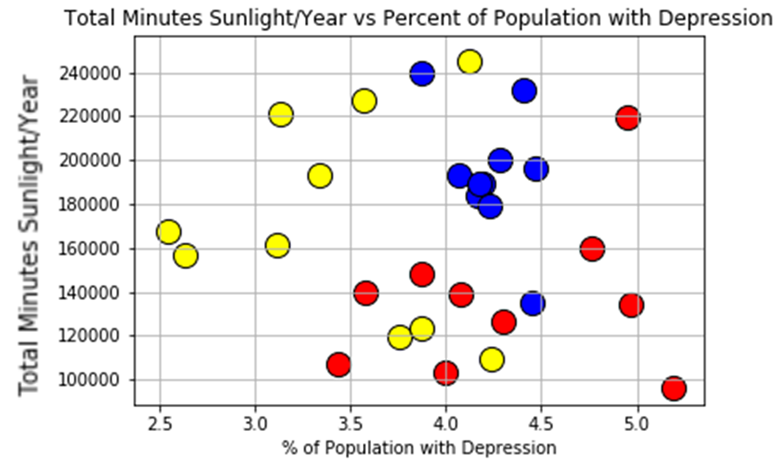 Total Minutes Sunlight/Year vs Percent of Population with Depression
Total Minutes Sunlight/Year
240000
220000
200000
180000
160000
140000
120000
100000
2.5 3.0 3.5 4.0 4.5 5.0
% of Population with Depression